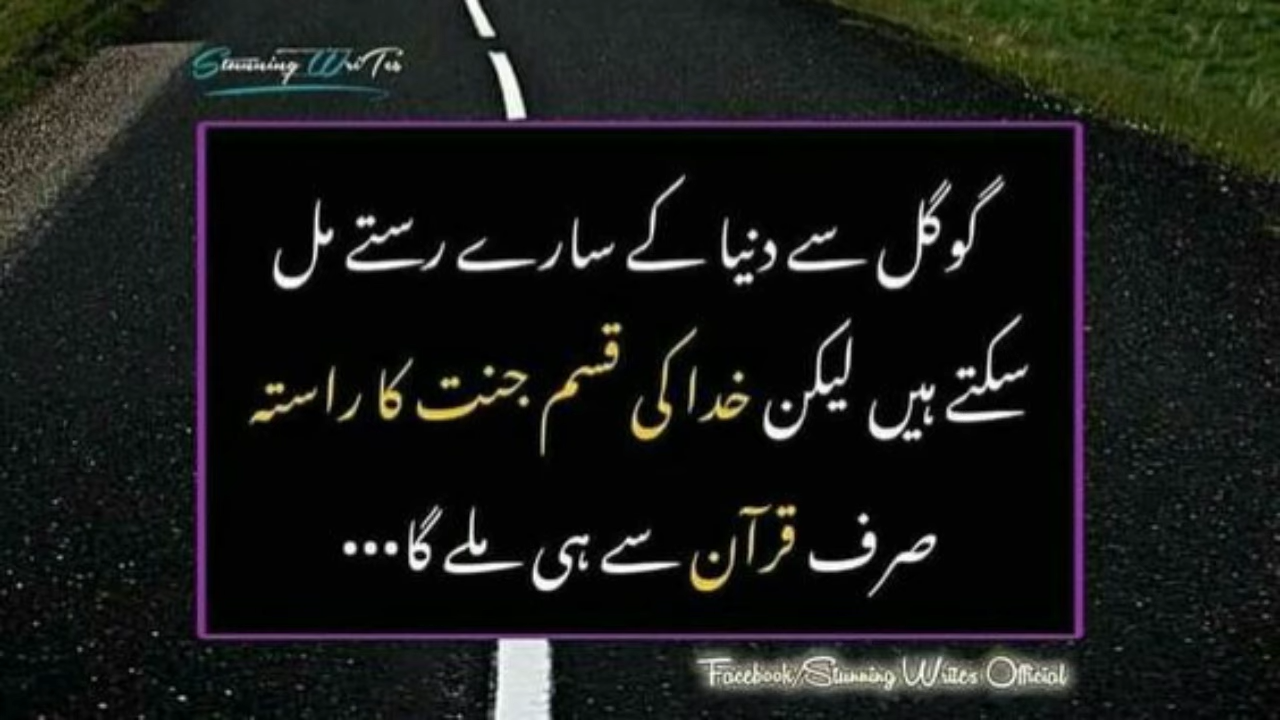 Stunning WriTes
گوگل سے دنیا کے سارے رستے مل
سکتے ہیں لیکن خدا کی قسم جنت کا راستہ
صرف قرآن سے ہی ملے گا...
Facebook/Stunning Writes Official